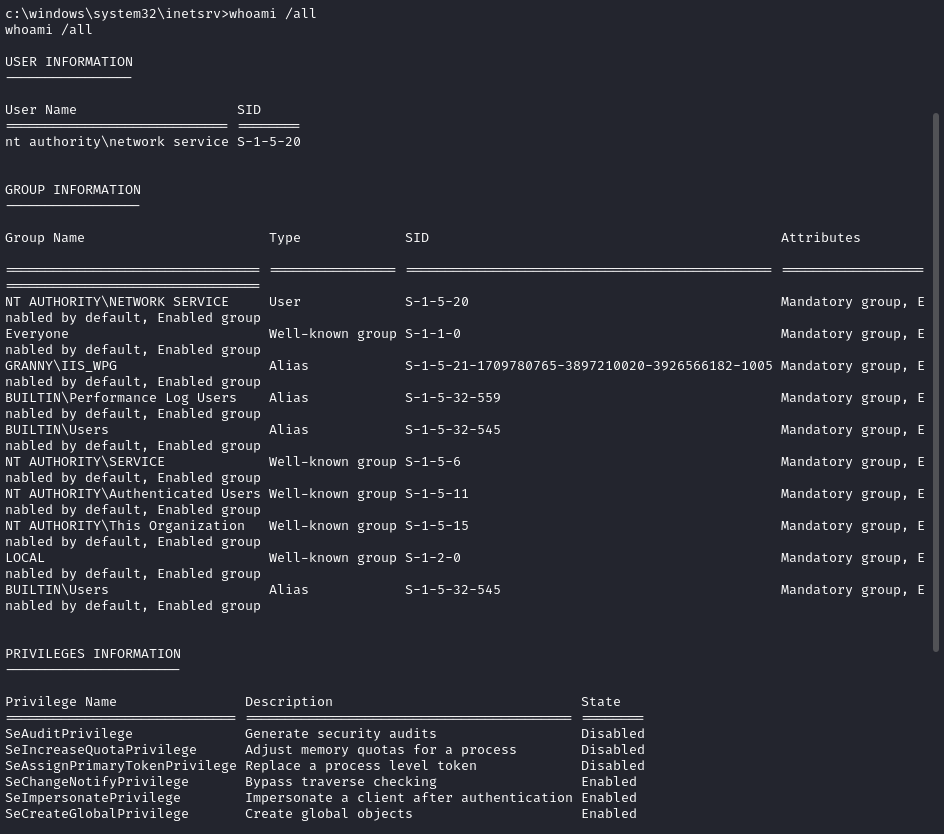 c:\windows\system32\inetsrv>whoami /all
whoami /all
USER INFORMATION
----------------
User Name                    SID
============================ ========
nt authority\network service S-1-5-20
GROUP INFORMATION
-----------------
Group Name                       Type             SID                                            Attributes
================================ ================ ============================================== ==================
================================
NT AUTHORITY\NETWORK SERVICE     User             S-1-5-20                                       Mandatory group, E
nabled by default, Enabled group
Everyone                         Well-known group S-1-1-0                                        Mandatory group, E
nabled by default, Enabled group
GRANNY\IIS_WPG                   Alias            S-1-5-21-1709780765-3897210020-3926566182-1005 Mandatory group, E
nabled by default, Enabled group
BUILTIN\Performance Log Users    Alias            S-1-5-32-559                                   Mandatory group, E
nabled by default, Enabled group
BUILTIN\Users                    Alias            S-1-5-32-545                                   Mandatory group, E
nabled by default, Enabled group
NT AUTHORITY\SERVICE             Well-known group S-1-5-6                                        Mandatory group, E
nabled by default, Enabled group
NT AUTHORITY\Authenticated Users Well-known group S-1-5-11                                       Mandatory group, E
nabled by default, Enabled group
NT AUTHORITY\This Organization   Well-known group S-1-5-15                                       Mandatory group, E
nabled by default, Enabled group
LOCAL                            Well-known group S-1-2-0                                        Mandatory group, E
nabled by default, Enabled group
BUILTIN\Users                    Alias            S-1-5-32-545                                   Mandatory group, E
nabled by default, Enabled group
PRIVILEGES INFORMATION
----------------------
Privilege Name                Description                               State
============================= ========================================= ========
SeAuditPrivilege              Generate security audits                  Disabled
SeIncreaseQuotaPrivilege      Adjust memory quotas for a process        Disabled
SeAssignPrimaryTokenPrivilege Replace a process level token             Disabled
SeChangeNotifyPrivilege       Bypass traverse checking                  Enabled
SeImpersonatePrivilege        Impersonate a client after authentication Enabled
SeCreateGlobalPrivilege       Create global objects                     Enabled